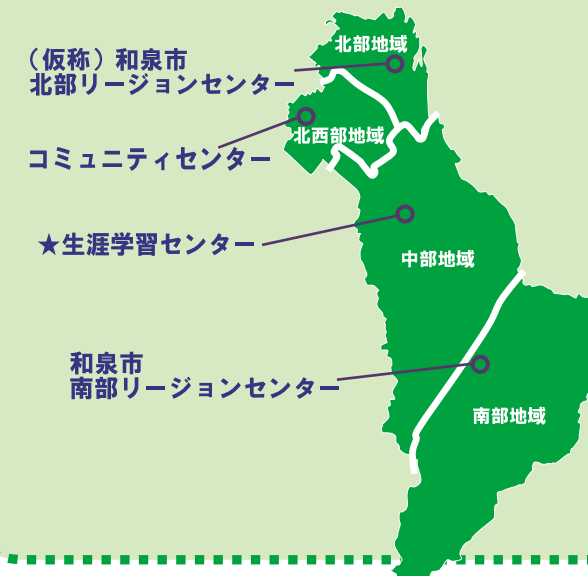 北部地域
（仮称）和泉市
北部リージョンセンター
北西部地域
コミュニティセンター
★生涯学習センター
中部地域
和泉市
南部リージョンセンター
南部地域